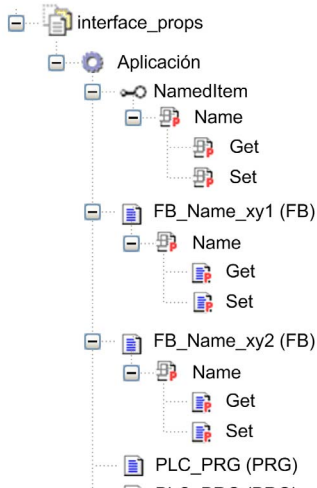 interface_props
Aplicación
NamedItem
Name
Get
Set
FB_Name_xy1 (FB)
Name
Get
Set
FB_Name_xy2 (FB)
Name
Get
Set
PLC_PRG (PRG)